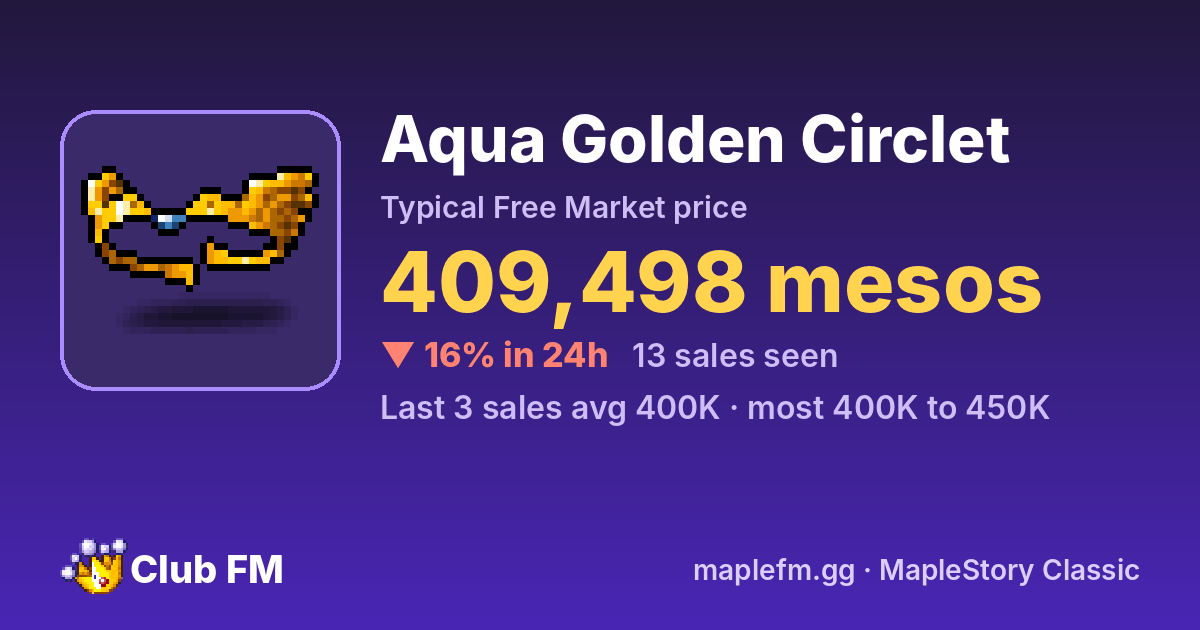 Aqua Golden Circlet
Typical Free Market price
409,498 mesos
▼ 16% in 24h 13 sales seen
Last 3 sales avg 400K · most 400K to 450K
Club FM
maplefm.gg · MapleStory Classic